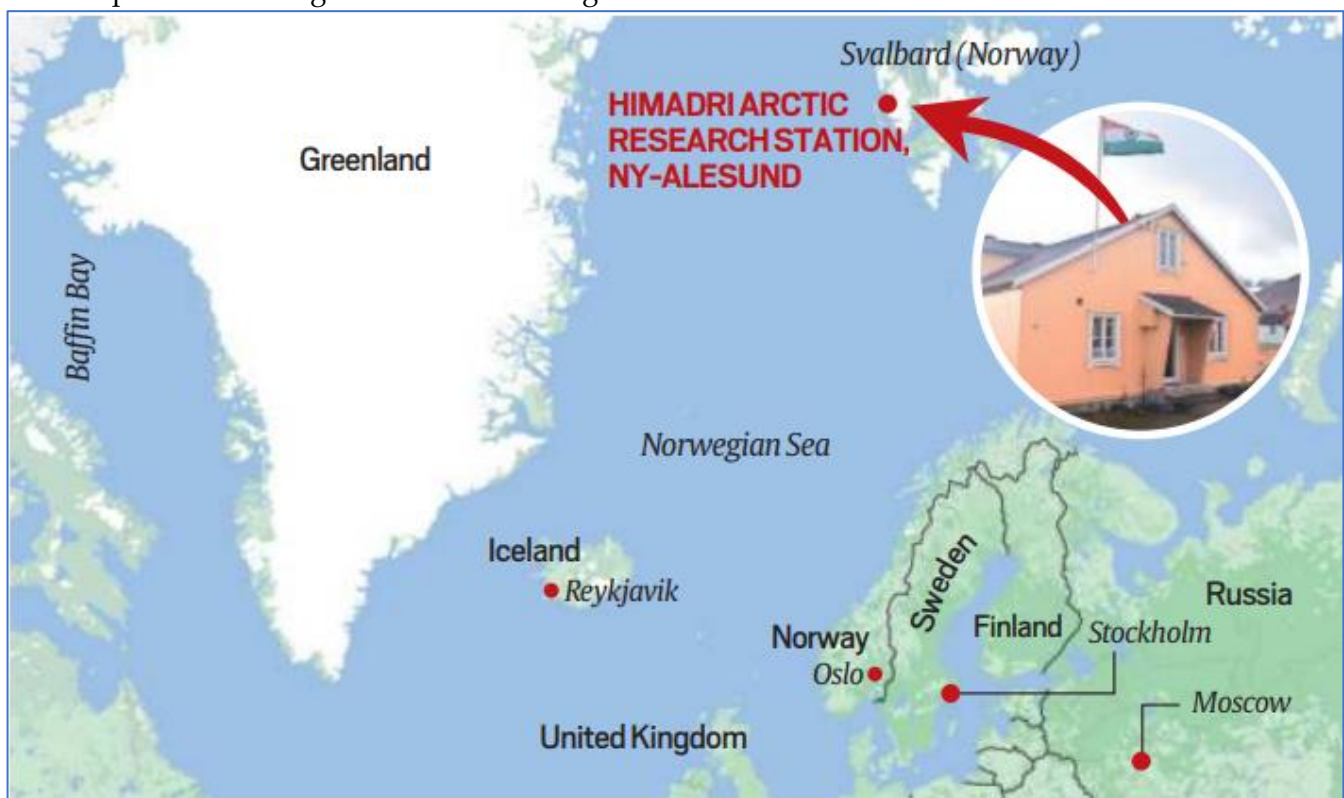 Svalbard (Norway)
HIMADRI ARCTIC
RESEARCH STATION,
NY-ALESUND
Greenland
Baffin Bay
Norwegian Sea
Iceland
Reykjavik
Sweden
Finland
Russia
Norway
Oslo
Stockholm
Moscow
United Kingdom